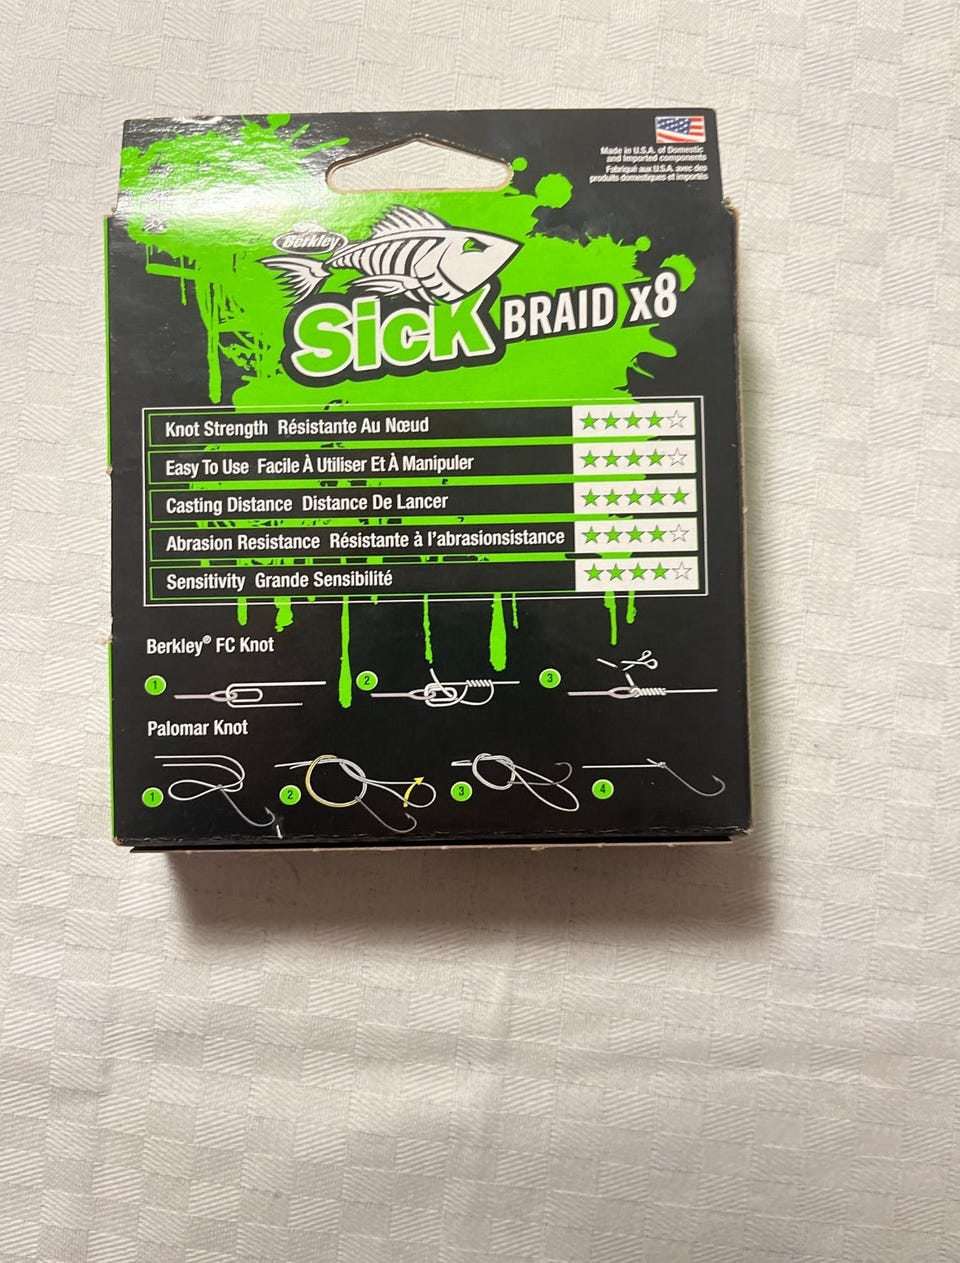 Made in U.S.A. of Domestic
and Imported components
Fabriqué aux U.S.A. avec des
produits domestiques et importés
Berkley
Sick BRAID x8
Knot Strength Résistante Au Nœud
Easy To Use Facile À Utiliser Et À Manipuler
Casting Distance Distance De Lancer
Abrasion Resistance Résistante à l'abrasionsistance
Sensitivity Grande Sensibilité
Berkley® FC Knot
1 2 3
Palomar Knot
1 2 3 4